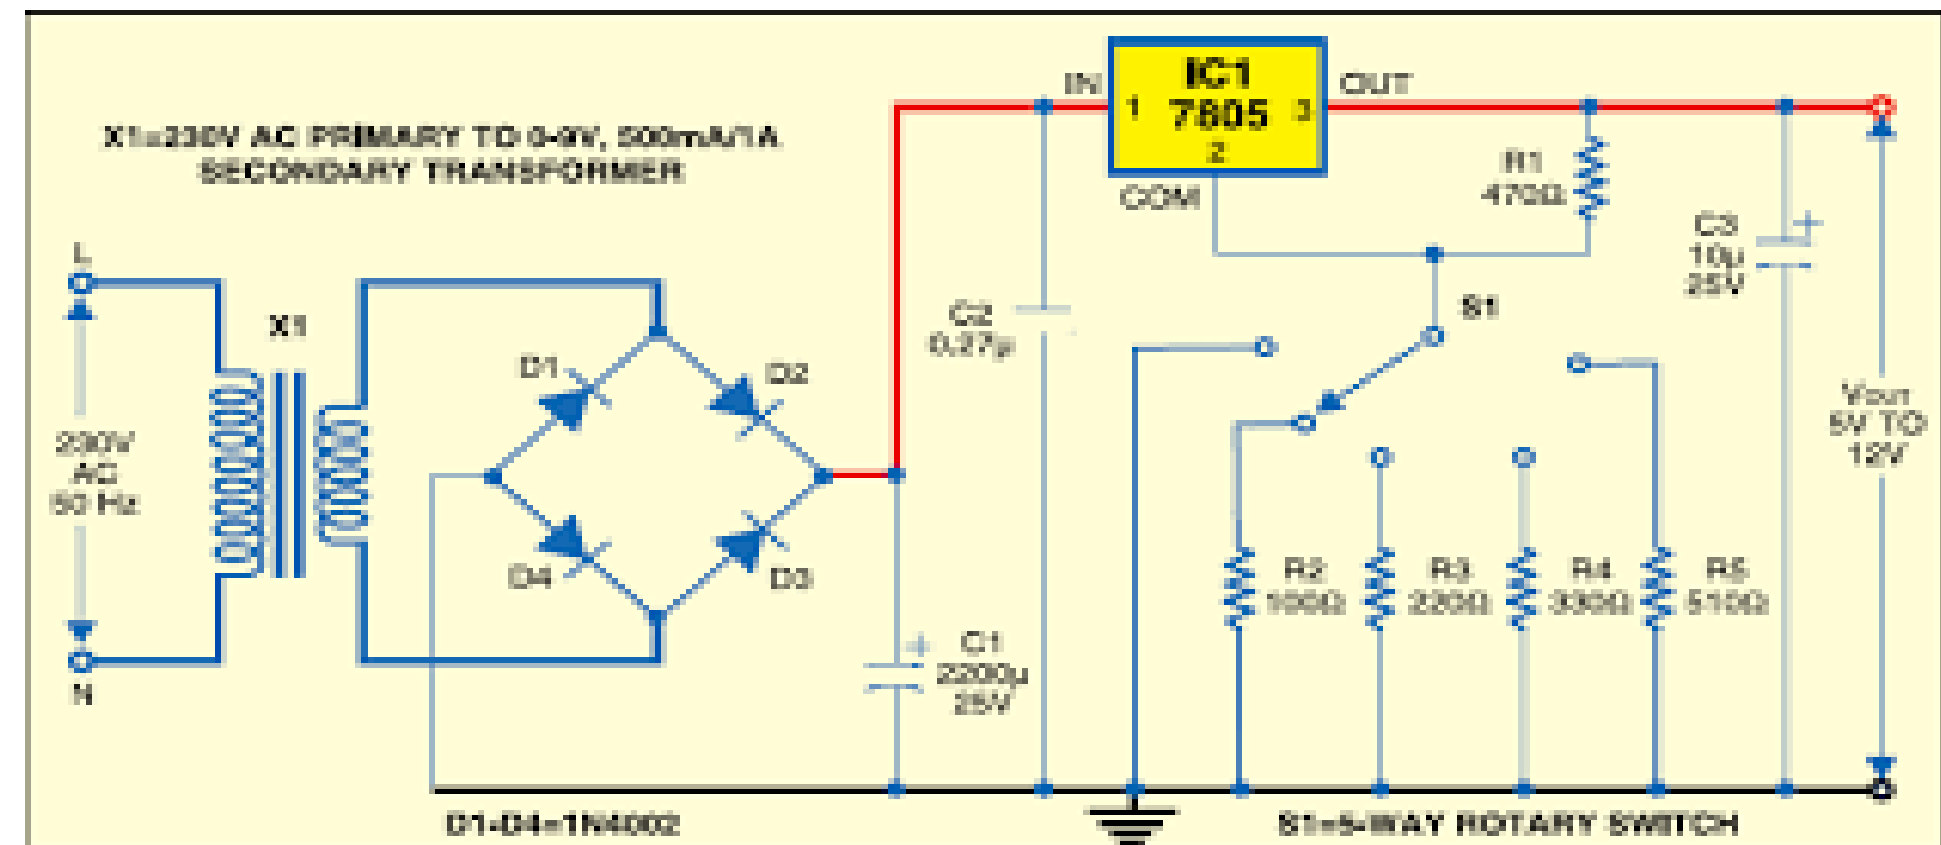 X1=230V AC PRIMARY TO 0-9V, 500mA/1A
SECONDARY TRANSFORMER
L
230V
AC
50 Hz
N
X1
D1
D2
D4
D3
C1
2200µ
25V
C2
0.27µ
IN
IC1
7805
1
3
2
OUT
COM
R1
470Ω
C3
10µ
25V
S1
R2
100Ω
R3
220Ω
R4
330Ω
R5
510Ω
VOUT
5V TO
12V
D1-D4=1N4002
S1=5-WAY ROTARY SWITCH